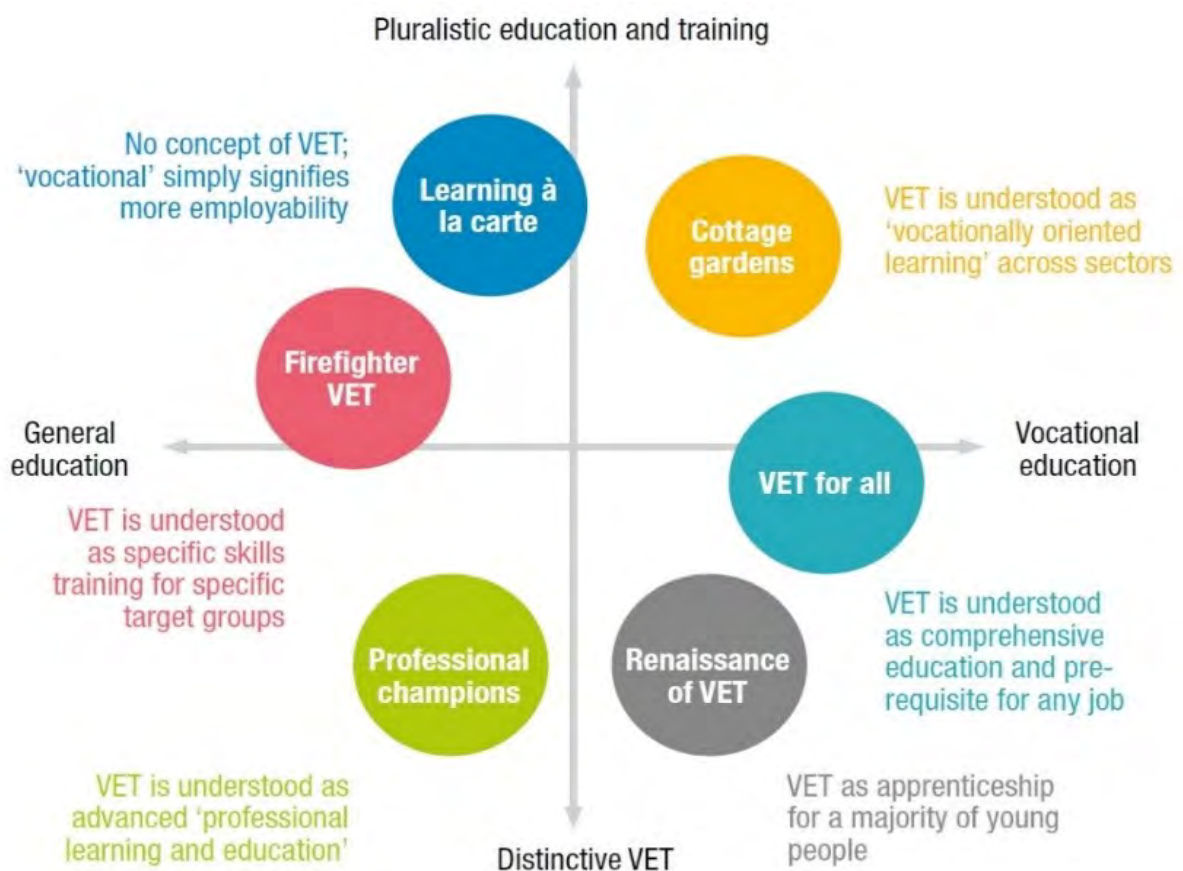 Pluralistic education and training
No concept of VET;
‘vocational’ simply signifies
more employability
Learning à
la carte
Cottage
gardens
VET is understood as
‘vocationally oriented
learning’ across sectors
Firefighter
VET
General
education
Vocational
education
VET for all
VET is understood
as specific skills
training for specific
target groups
VET is understood
as comprehensive
education and pre-
requisite for any job
Professional
champions
Renaissance
of VET
VET is understood as
advanced ‘professional
learning and education’
VET as apprenticeship
for a majority of young
people
Distinctive VET